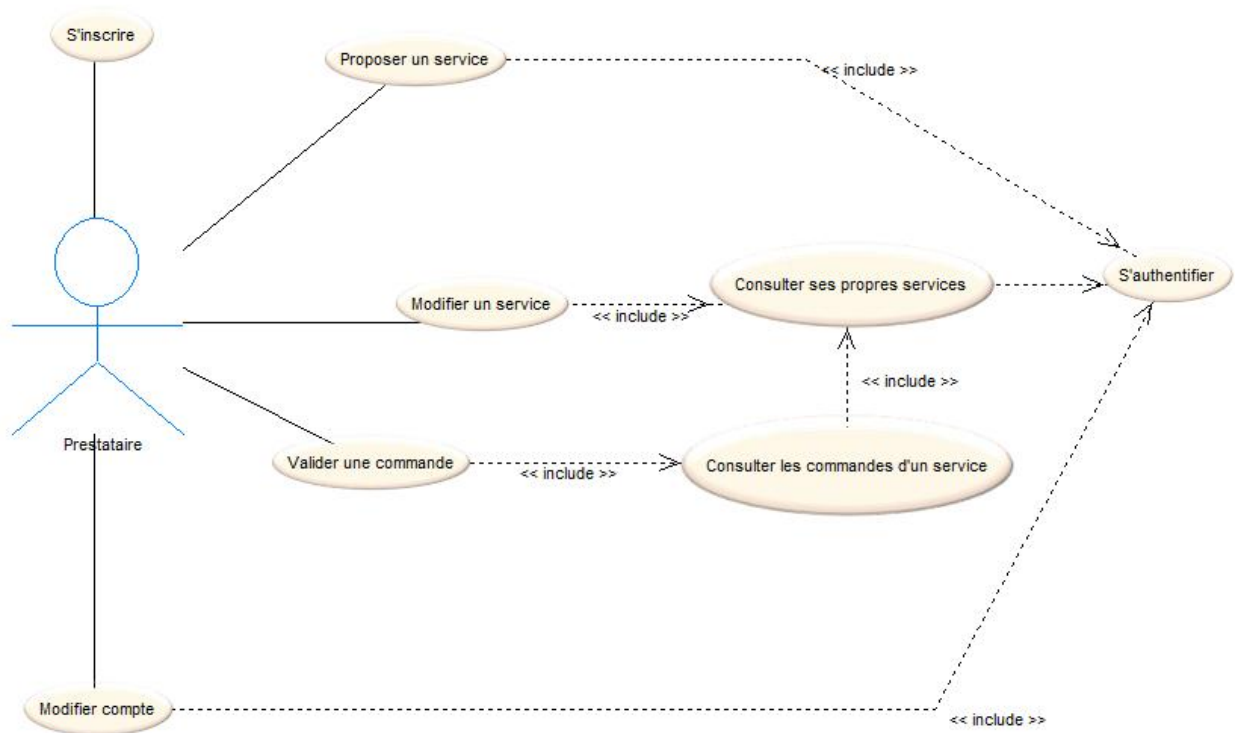 S'inscrire
Proposer un service
<< include >>
Consulter ses propres services
S'authentifier
Modifier un service
<< include >>
<< include >>
Prestataire
Valider une commande
<< include >>
Consulter les commandes d'un service
Modifier compte
<< include >>